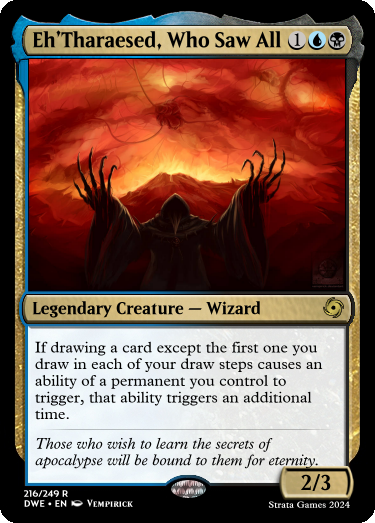 Eh'Tharaesed, Who Saw All 1
Legendary Creature — Wizard
If drawing a card except the first one you
draw in each of your draw steps causes an
ability of a permanent you control to
trigger, that ability triggers an additional
time.
Those who wish to learn the secrets of
apocalypse will be bound to them for eternity.
2/3
216/249 R
DWE • EN VEMPIRICK
Strata Games 2024